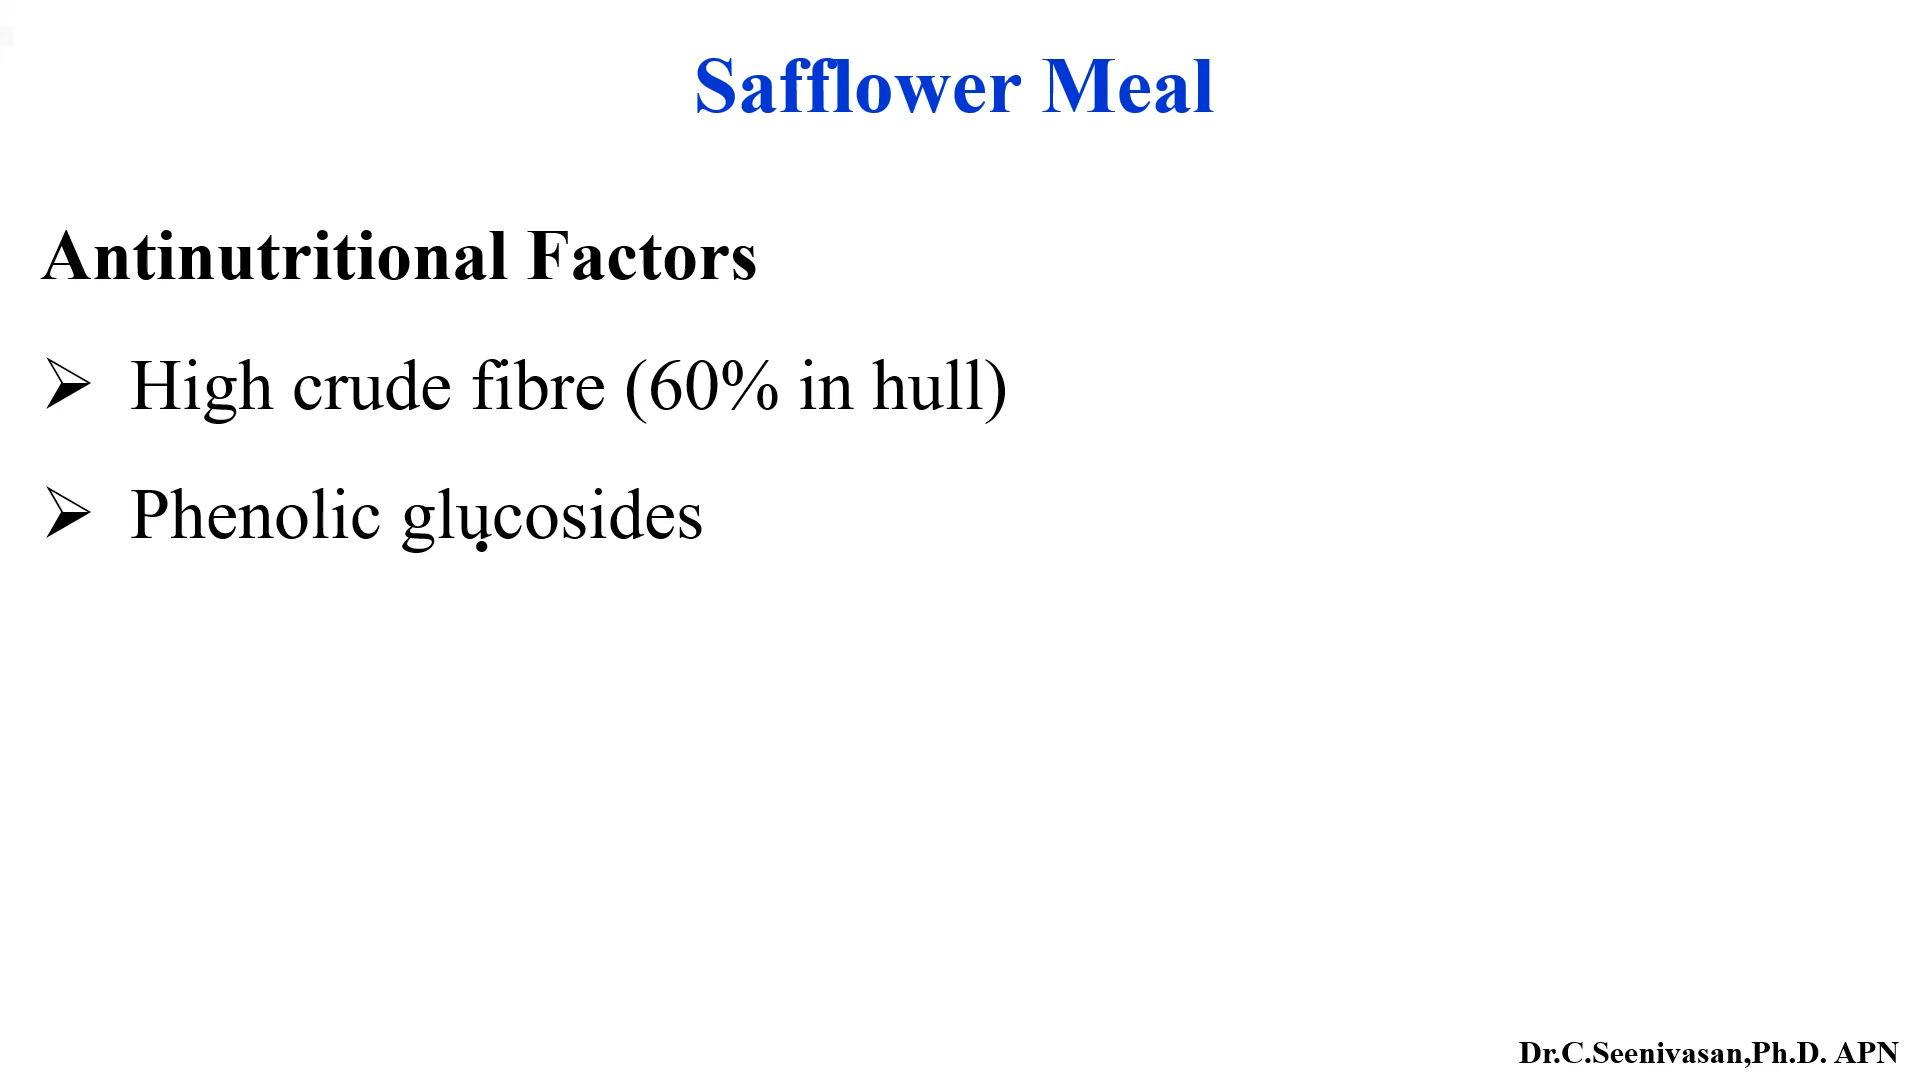 Safflower Meal
Antinutritional Factors
➢ High crude fibre (60% in hull)
➢ Phenolic glucosides
Dr.C.Seenivasan,Ph.D. APN